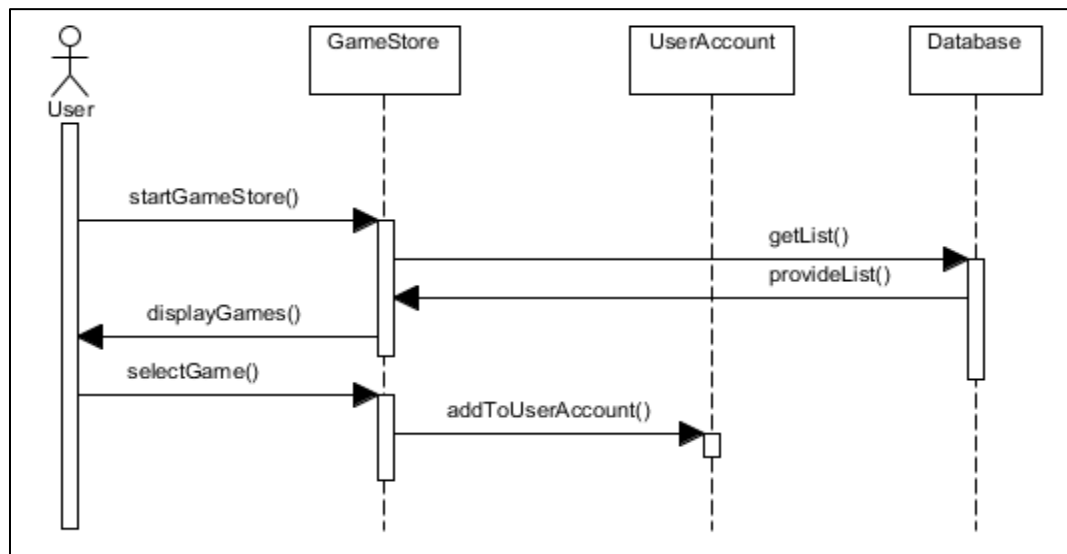 GameStore
UserAccount
Database
User
startGameStore()
getList()
provideList()
displayGames()
selectGame()
addToUserAccount()